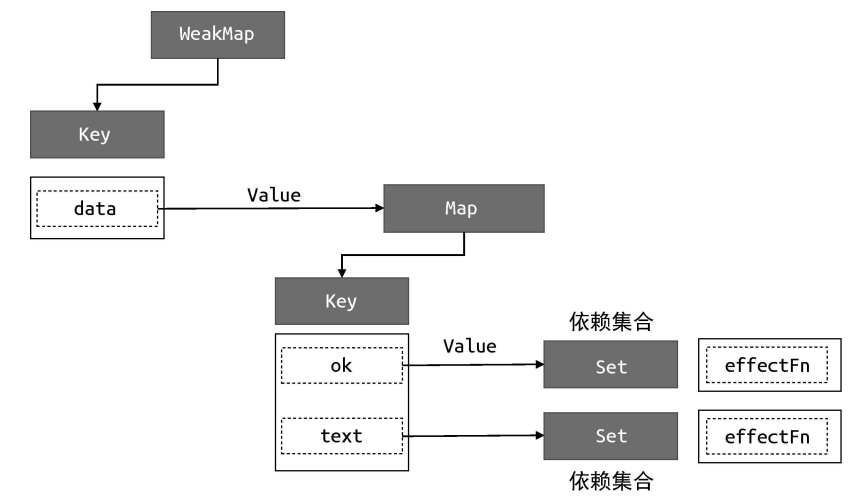 WeakMap
Key
data
Value
Map
Key
依赖集合
ok
Value
Set
effectFn
text
Set
effectFn
依赖集合